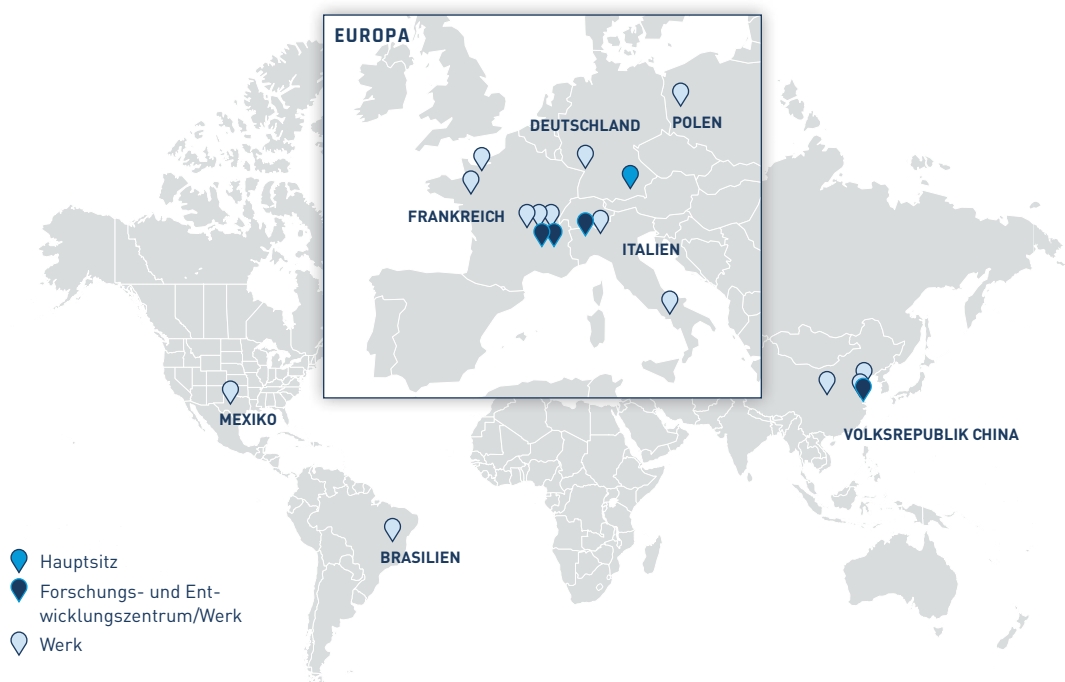 EUROPA
DEUTSCHLAND
POLEN
FRANKREICH
ITALIEN
MEXIKO
VOLKSREPUBLIK CHINA
BRASILIEN
Hauptsitz
Forschungs- und Ent-
wicklungszentrum/Werk
Werk